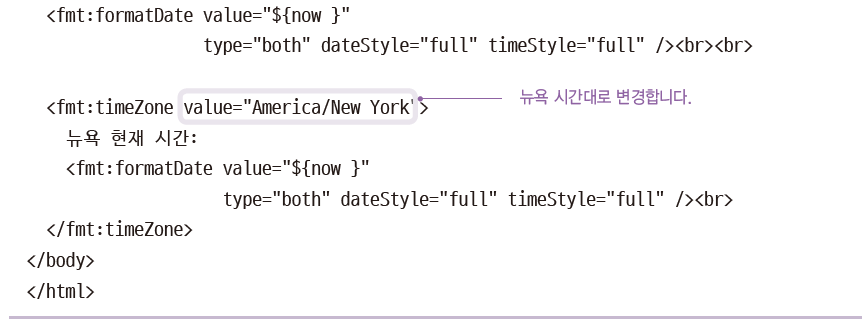 <fmt:formatDate value="${now }"
type="both" dateStyle="full" timeStyle="full" /><br><br>
<fmt:timeZone value="America/New York"> 뉴욕 시간대로 변경합니다.
뉴욕 현재 시간:
<fmt:formatDate value="${now }"
type="both" dateStyle="full" timeStyle="full" /><br>
</fmt:timeZone>
</body>
</html>